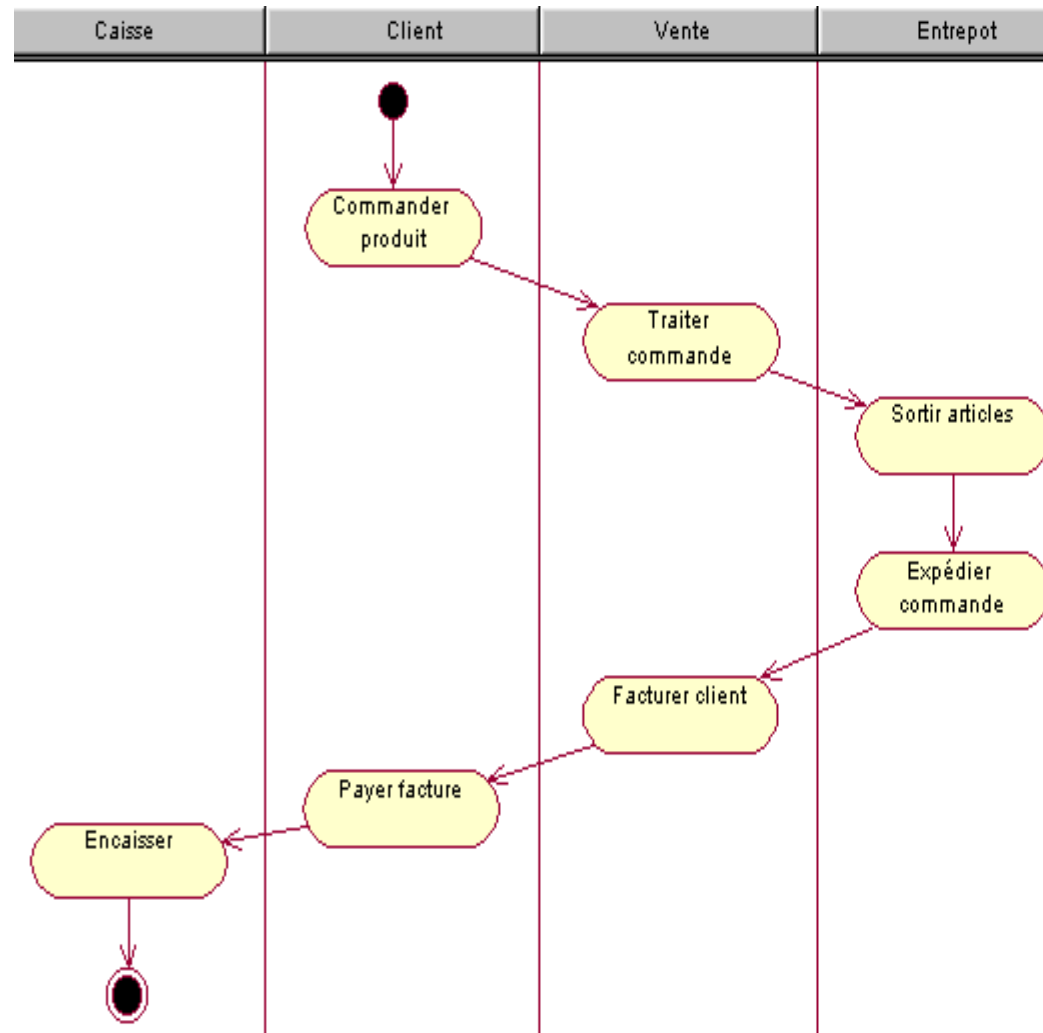 Caisse
Client
Vente
Entrepot
Commander
produit
Traiter
commande
Sortir articles
Expédier
commande
Facturer client
Payer facture
Encaisser